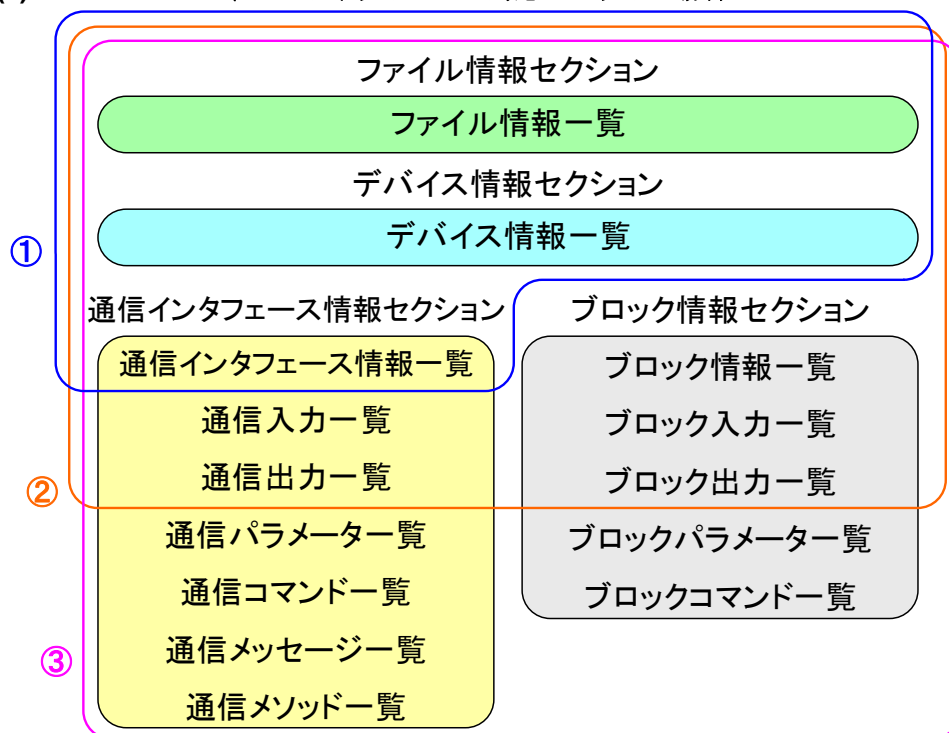 ファイル情報セクション
ファイル情報一覧
デバイス情報セクション
デバイス情報一覧
①
通信インタフェース情報セクション
通信インタフェース情報一覧
通信入力一覧
通信出力一覧
通信パラメーター覧
通信コマンド一覧
通信メッセージ一覧
通信メソッド一覧
ブロック情報セクション
ブロック情報一覧
ブロック入力一覧
ブロック出力一覧
ブロックパラメーター覧
ブロックコマンド一覧
②
③